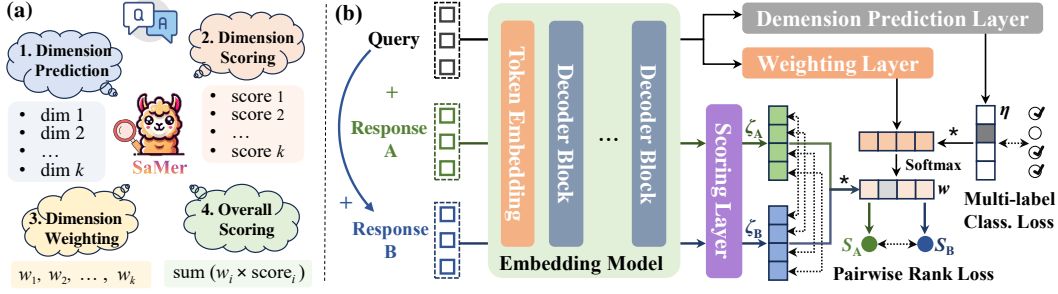 (a)
Q
A
1. Dimension
Prediction
2. Dimension
Scoring
• dim 1
• dim 2
• …
• dim k
SaMer
• score 1
• score 2
• …
• score k
3. Dimension
Weighting
4. Overall
Scoring
w1, w2, … , wk
sum (wi × scorei)
(b)
Query
+
Response
A
+
Response
B
Token Embedding
Decoder Block
...
Decoder Block
Embedding Model
Scoring Layer
Demension Prediction Layer
Weighting Layer
ζA
ζB
η
*
Softmax
*
w
Multi-label
Class. Loss
SA
SB
Pairwise Rank Loss